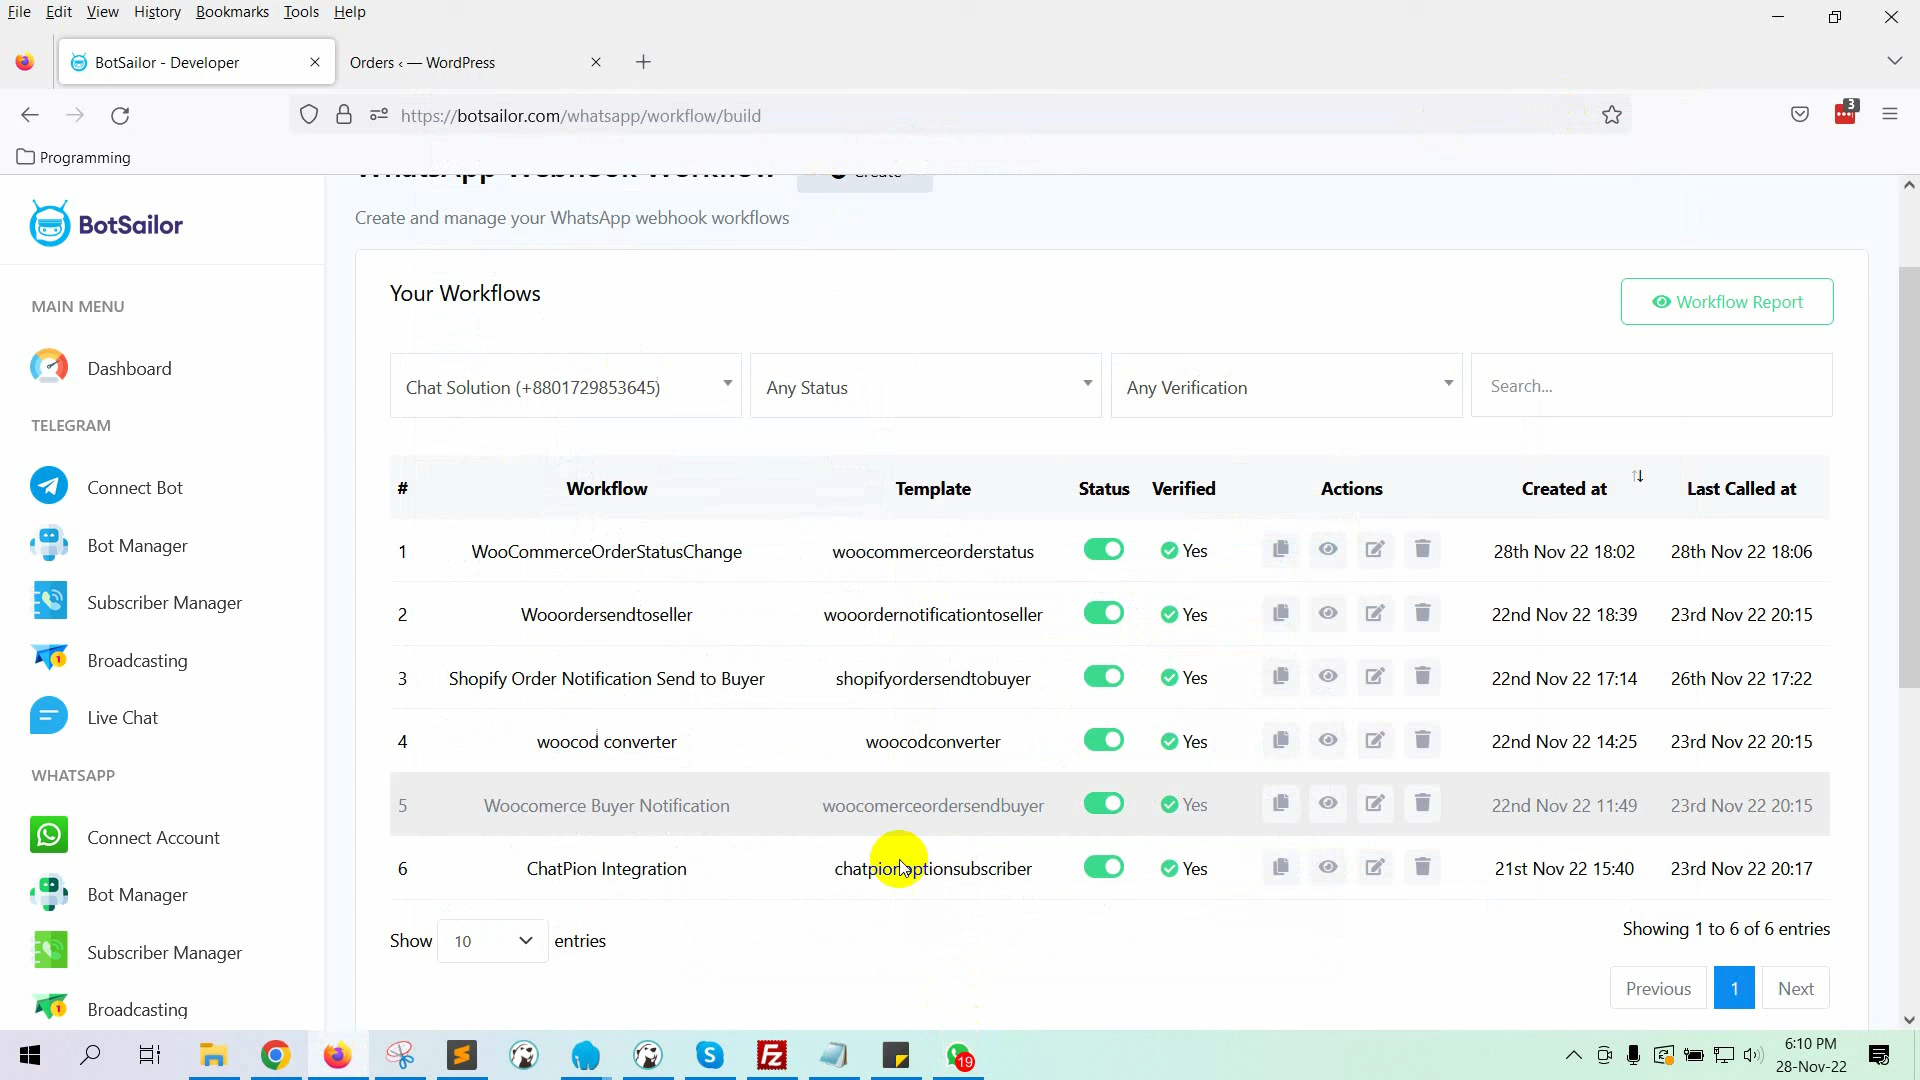 File Edit View History Bookmarks Tools Help
BotSailor - Developer
Orders ‹ — WordPress
https://botsailor.com/whatsapp/workflow/build
3
Programming
BotSailor
WhatsApp Webhook Workflow
Create
Create and manage your WhatsApp webhook workflows
MAIN MENU
Dashboard
TELEGRAM
Connect Bot
Bot Manager
Subscriber Manager
Broadcasting
Live Chat
WHATSAPP
Connect Account
Bot Manager
Subscriber Manager
Broadcasting
Your Workflows
Workflow Report
Chat Solution (+8801729853645)
Any Status
Any Verification
Search...
# Workflow Template Status Verified Actions Created at Last Called at
1 WooCommerceOrderStatusChange woocommerceorderstatus Yes 28th Nov 22 18:02 28th Nov 22 18:06
2 Wooordersendtoseller wooordernotificationtoseller Yes 22nd Nov 22 18:39 23rd Nov 22 20:15
3 Shopify Order Notification Send to Buyer shopifyordersendtobuyer Yes 22nd Nov 22 17:14 26th Nov 22 17:22
4 woocod converter woocodconverter Yes 22nd Nov 22 14:25 23rd Nov 22 20:15
5 Woocomerce Buyer Notification woocomerceordersendbuyer Yes 22nd Nov 22 11:49 23rd Nov 22 20:15
6 ChatPion Integration chatpionoptionsubscriber Yes 21st Nov 22 15:40 23rd Nov 22 20:17
Show 10 entries
Showing 1 to 6 of 6 entries
Previous 1 Next
19
6:10 PM
28-Nov-22